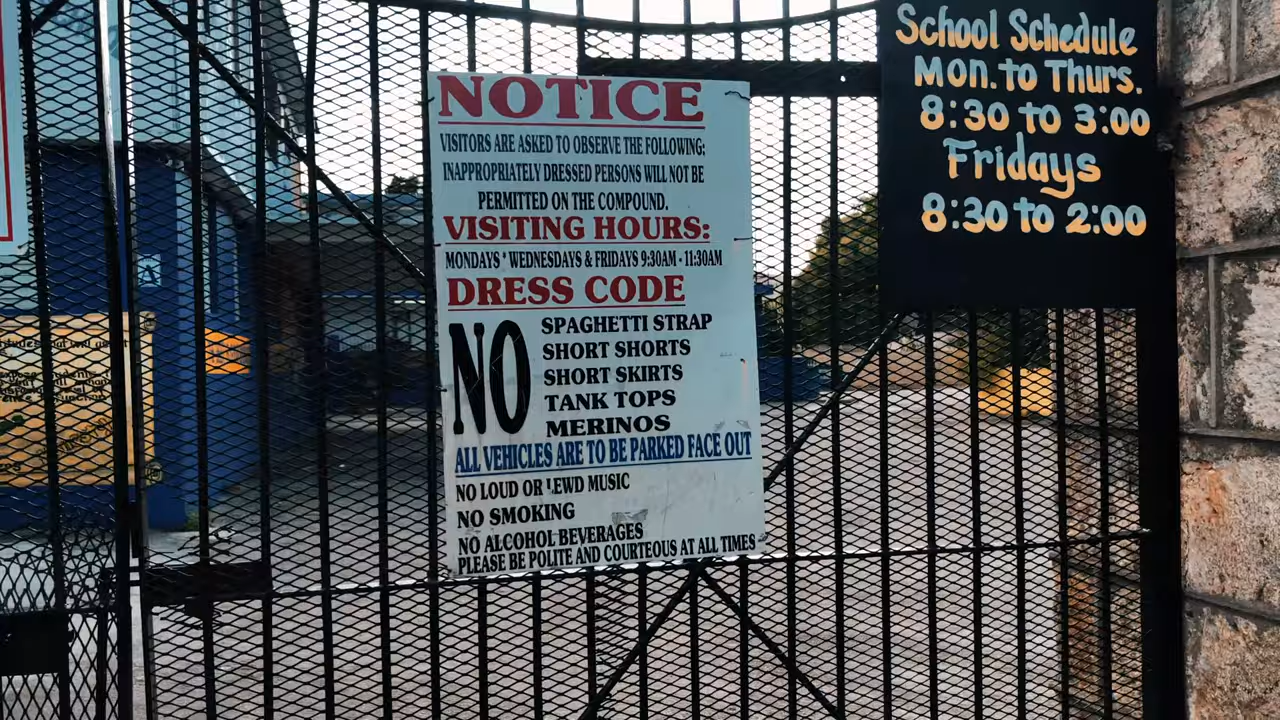 NOTICE
VISITORS ARE ASKED TO OBSERVE THE FOLLOWING:
INAPPROPRIATELY DRESSED PERSONS WILL NOT BE
PERMITTED ON THE COMPOUND.
VISITING HOURS:
MONDAYS * WEDNESDAYS & FRIDAYS 9:30AM - 11:30AM
DRESS CODE
NO
SPAGHETTI STRAP
SHORT SHORTS
SHORT SKIRTS
TANK TOPS
MERINOS
ALL VEHICLES ARE TO BE PARKED FACE OUT
NO LOUD OR LEWD MUSIC
NO SMOKING
NO ALCOHOL BEVERAGES
PLEASE BE POLITE AND COURTEOUS AT ALL TIMES
School Schedule
Mon. to Thurs.
8:30 to 3:00
Fridays
8:30 to 2:00